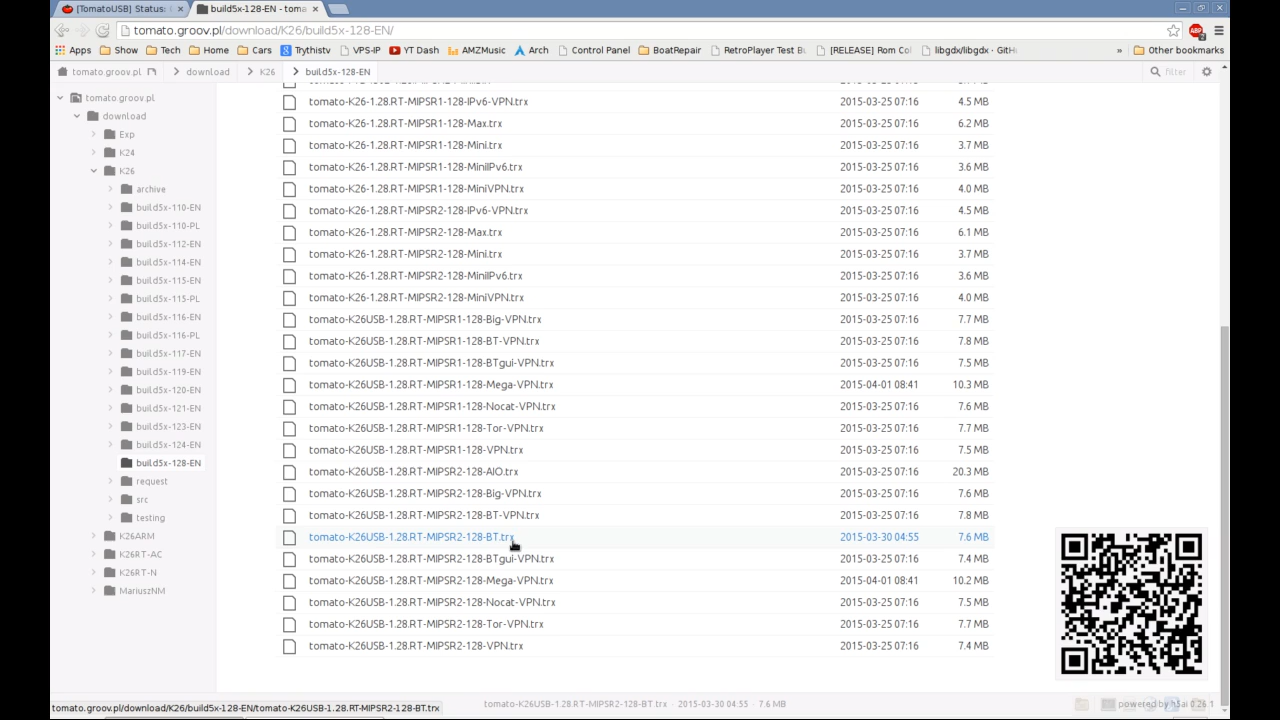 [TomatoUSB] Status: 
build5x-128-EN - toma
tomato.groov.pl/download/K26/build5x-128-EN/
Apps Show Tech Home Cars Trythistv VPS-IP YT Dash AMZMusic Arch Control Panel BoatRepair RetroPlayer Test Bu [RELEASE] Rom Col libgdx/libgdx · GitHu » Other bookmarks
tomato.groov.pl download K26 build5x-128-EN filter
tomato.groov.pl
download
Exp
K24
K26
archive
build5x-110-EN
build5x-110-PL
build5x-112-EN
build5x-114-EN
build5x-115-EN
build5x-115-PL
build5x-116-EN
build5x-116-PL
build5x-117-EN
build5x-119-EN
build5x-120-EN
build5x-121-EN
build5x-123-EN
build5x-124-EN
build5x-128-EN
request
src
testing
K26ARM
K26RT-AC
K26RT-N
MariuszNM
tomato-K26-1.28.RT-MIPSR1-128-IPv6-VPN.trx 2015-03-25 07:16 4.5 MB
tomato-K26-1.28.RT-MIPSR1-128-Max.trx 2015-03-25 07:16 6.2 MB
tomato-K26-1.28.RT-MIPSR1-128-Mini.trx 2015-03-25 07:16 3.7 MB
tomato-K26-1.28.RT-MIPSR1-128-MiniIPv6.trx 2015-03-25 07:16 3.6 MB
tomato-K26-1.28.RT-MIPSR1-128-MiniVPN.trx 2015-03-25 07:16 4.0 MB
tomato-K26-1.28.RT-MIPSR2-128-IPv6-VPN.trx 2015-03-25 07:16 4.5 MB
tomato-K26-1.28.RT-MIPSR2-128-Max.trx 2015-03-25 07:16 6.1 MB
tomato-K26-1.28.RT-MIPSR2-128-Mini.trx 2015-03-25 07:16 3.7 MB
tomato-K26-1.28.RT-MIPSR2-128-MiniIPv6.trx 2015-03-25 07:16 3.6 MB
tomato-K26-1.28.RT-MIPSR2-128-MiniVPN.trx 2015-03-25 07:16 4.0 MB
tomato-K26USB-1.28.RT-MIPSR1-128-Big-VPN.trx 2015-03-25 07:16 7.7 MB
tomato-K26USB-1.28.RT-MIPSR1-128-BT-VPN.trx 2015-03-25 07:16 7.8 MB
tomato-K26USB-1.28.RT-MIPSR1-128-BTgui-VPN.trx 2015-03-25 07:16 7.5 MB
tomato-K26USB-1.28.RT-MIPSR1-128-Mega-VPN.trx 2015-04-01 08:41 10.3 MB
tomato-K26USB-1.28.RT-MIPSR1-128-Nocat-VPN.trx 2015-03-25 07:16 7.6 MB
tomato-K26USB-1.28.RT-MIPSR1-128-Tor-VPN.trx 2015-03-25 07:16 7.7 MB
tomato-K26USB-1.28.RT-MIPSR1-128-VPN.trx 2015-03-25 07:16 7.5 MB
tomato-K26USB-1.28.RT-MIPSR2-128-AIO.trx 2015-03-25 07:16 20.3 MB
tomato-K26USB-1.28.RT-MIPSR2-128-Big-VPN.trx 2015-03-25 07:16 7.6 MB
tomato-K26USB-1.28.RT-MIPSR2-128-BT-VPN.trx 2015-03-25 07:16 7.8 MB
tomato-K26USB-1.28.RT-MIPSR2-128-BT.trx 2015-03-30 04:55 7.6 MB
tomato-K26USB-1.28.RT-MIPSR2-128-BTgui-VPN.trx 2015-03-25 07:16 7.4 MB
tomato-K26USB-1.28.RT-MIPSR2-128-Mega-VPN.trx 2015-04-01 08:41 10.2 MB
tomato-K26USB-1.28.RT-MIPSR2-128-Nocat-VPN.trx 2015-03-25 07:16 7.5 MB
tomato-K26USB-1.28.RT-MIPSR2-128-Tor-VPN.trx 2015-03-25 07:16 7.7 MB
tomato-K26USB-1.28.RT-MIPSR2-128-VPN.trx 2015-03-25 07:16 7.4 MB
tomato.groov.pl/download/K26/build5x-128-EN/tomato-K26USB-1.28.RT-MIPSR2-128-BT.trx
tomato-K26USB-1.28.RT-MIPSR2-128-BT.trx · 2015-03-30 04:55 · 7.6 MB
powered by h5ai 0.26.1